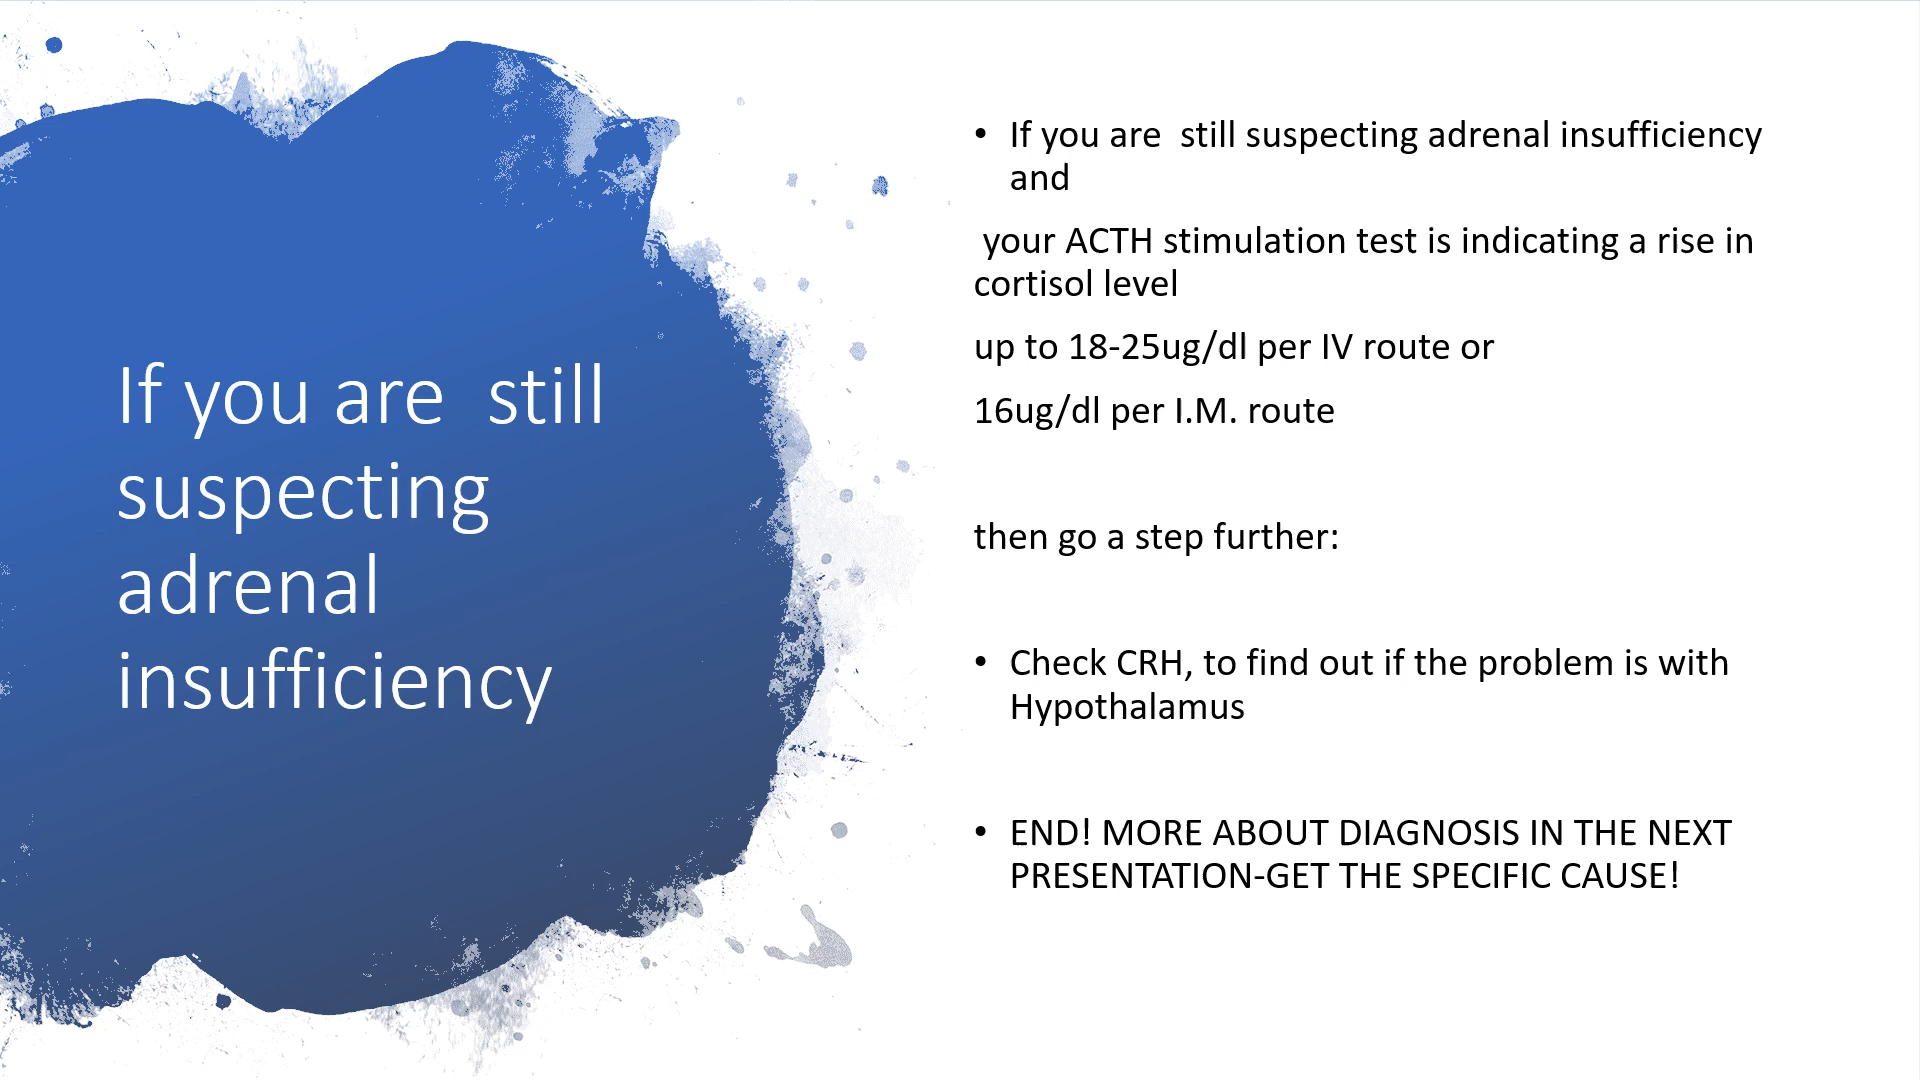 If you are  still
suspecting
adrenal
insufficiency
• If you are  still suspecting adrenal insufficiency
and
your ACTH stimulation test is indicating a rise in
cortisol level
up to 18-25ug/dl per IV route or
16ug/dl per I.M. route
then go a step further:
• Check CRH, to find out if the problem is with
Hypothalamus
• END! MORE ABOUT DIAGNOSIS IN THE NEXT
PRESENTATION-GET THE SPECIFIC CAUSE!